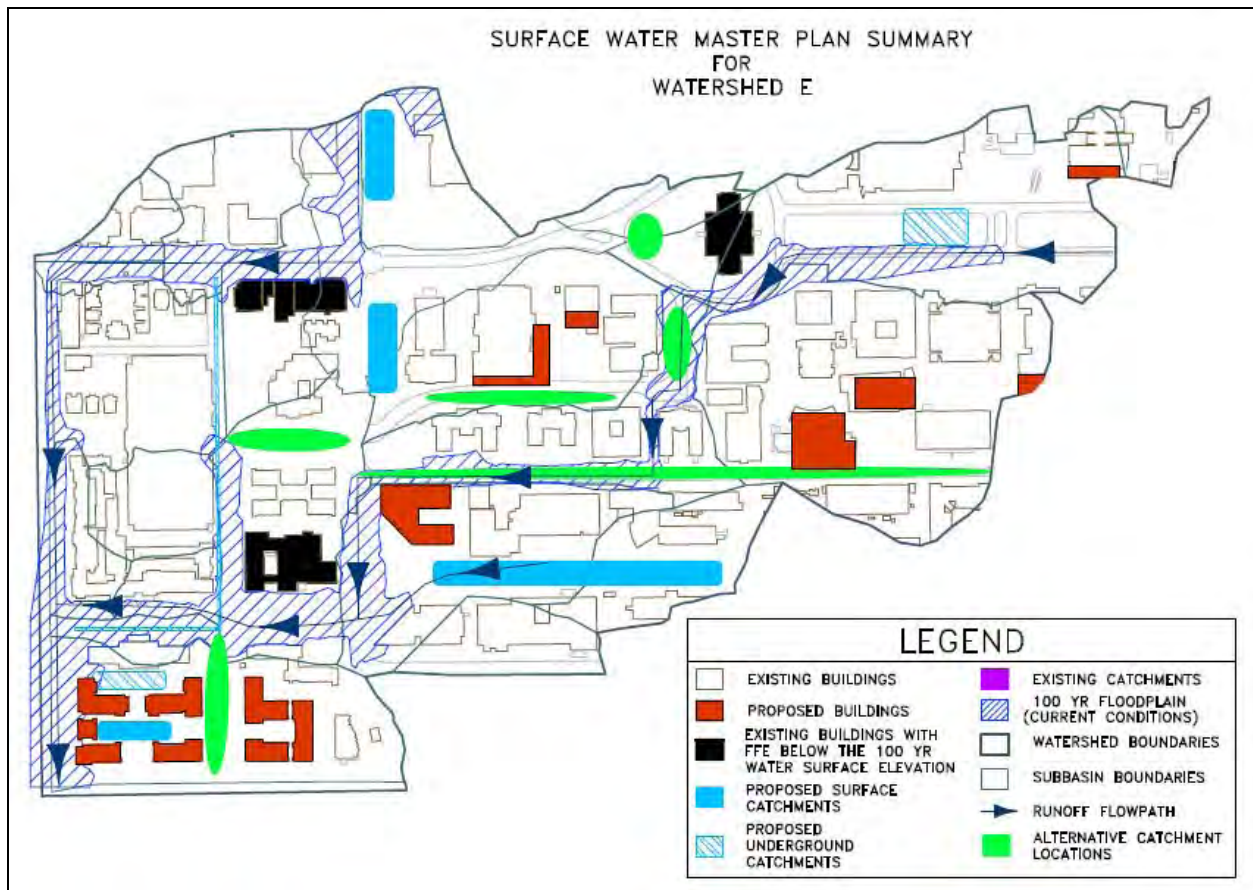 SURFACE WATER MASTER PLAN SUMMARY
FOR
WATERSHED E
LEGEND
EXISTING BUILDINGS
PROPOSED BUILDINGS
EXISTING BUILDINGS WITH
FFE BELOW THE 100 YR
WATER SURFACE ELEVATION
PROPOSED SURFACE
CATCHMENTS
PROPOSED
UNDERGROUND
CATCHMENTS
EXISTING CATCHMENTS
100 YR FLOODPLAIN
(CURRENT CONDITIONS)
WATERSHED BOUNDARIES
SUBBASIN BOUNDARIES
RUNOFF FLOWPATH
ALTERNATIVE CATCHMENT
LOCATIONS